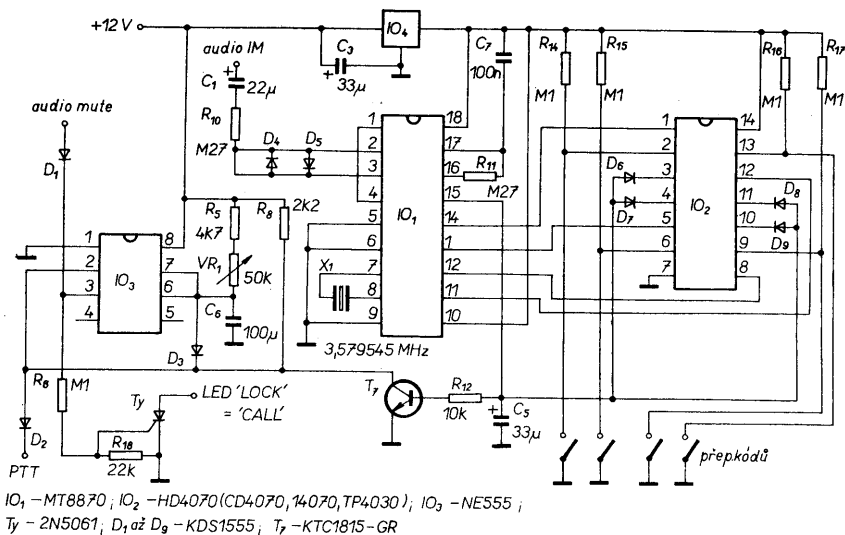 +12 V
IO4
audio IM
C1 + 22µ
C3 + 33µ
C7 100n
R14 M1
R15 M1
R16 M1
R17 M1
audio mute
R10 M27
D4 D5
D1
1 2 3 4 5 6 7 8 9
IO1
18 17 16 15 14 1 12 11 10
R11 M27
1 2 3 4 5 6 7
IO2
14 13 12 11 10 9 8
D6 D7
D8 D9
R5 4k7
R8 2k2
VR1 50K
1 2 3 4
IO3
8 7 6 5
X1
C6 100µ
3,579545 MHz
D3
R6 M1
Ty
LED 'LOCK'
= 'CALL'
T7
R12 10k
C5 + 33µ
D2
R18 22k
PTT
přep.kódů
IO1 – MT8870 ; IO2 – HD4070 (CD4070, 14070, TP4030) ; IO3 – NE555 ;
Ty – 2N5061 ; D1 až D9 – KDS1555 ; T7 – KTC1815-GR